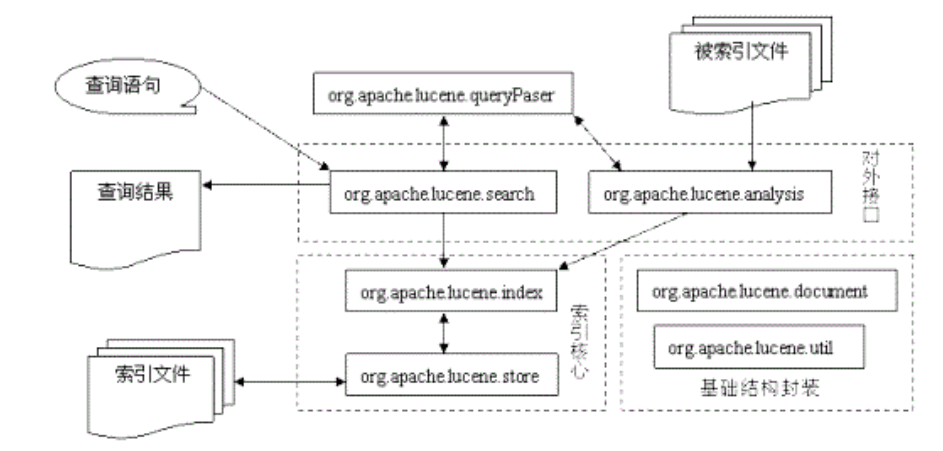 被索引文件
查询语句
org.apache.lucene.queryPaser
对外接口
查询结果
org.apache.lucene.search
org.apache.lucene.analysis
org.apache.lucene.index
org.apache.lucene.document
索引核心
org.apache.lucene.util
索引文件
org.apache.lucene.store
基础结构封装